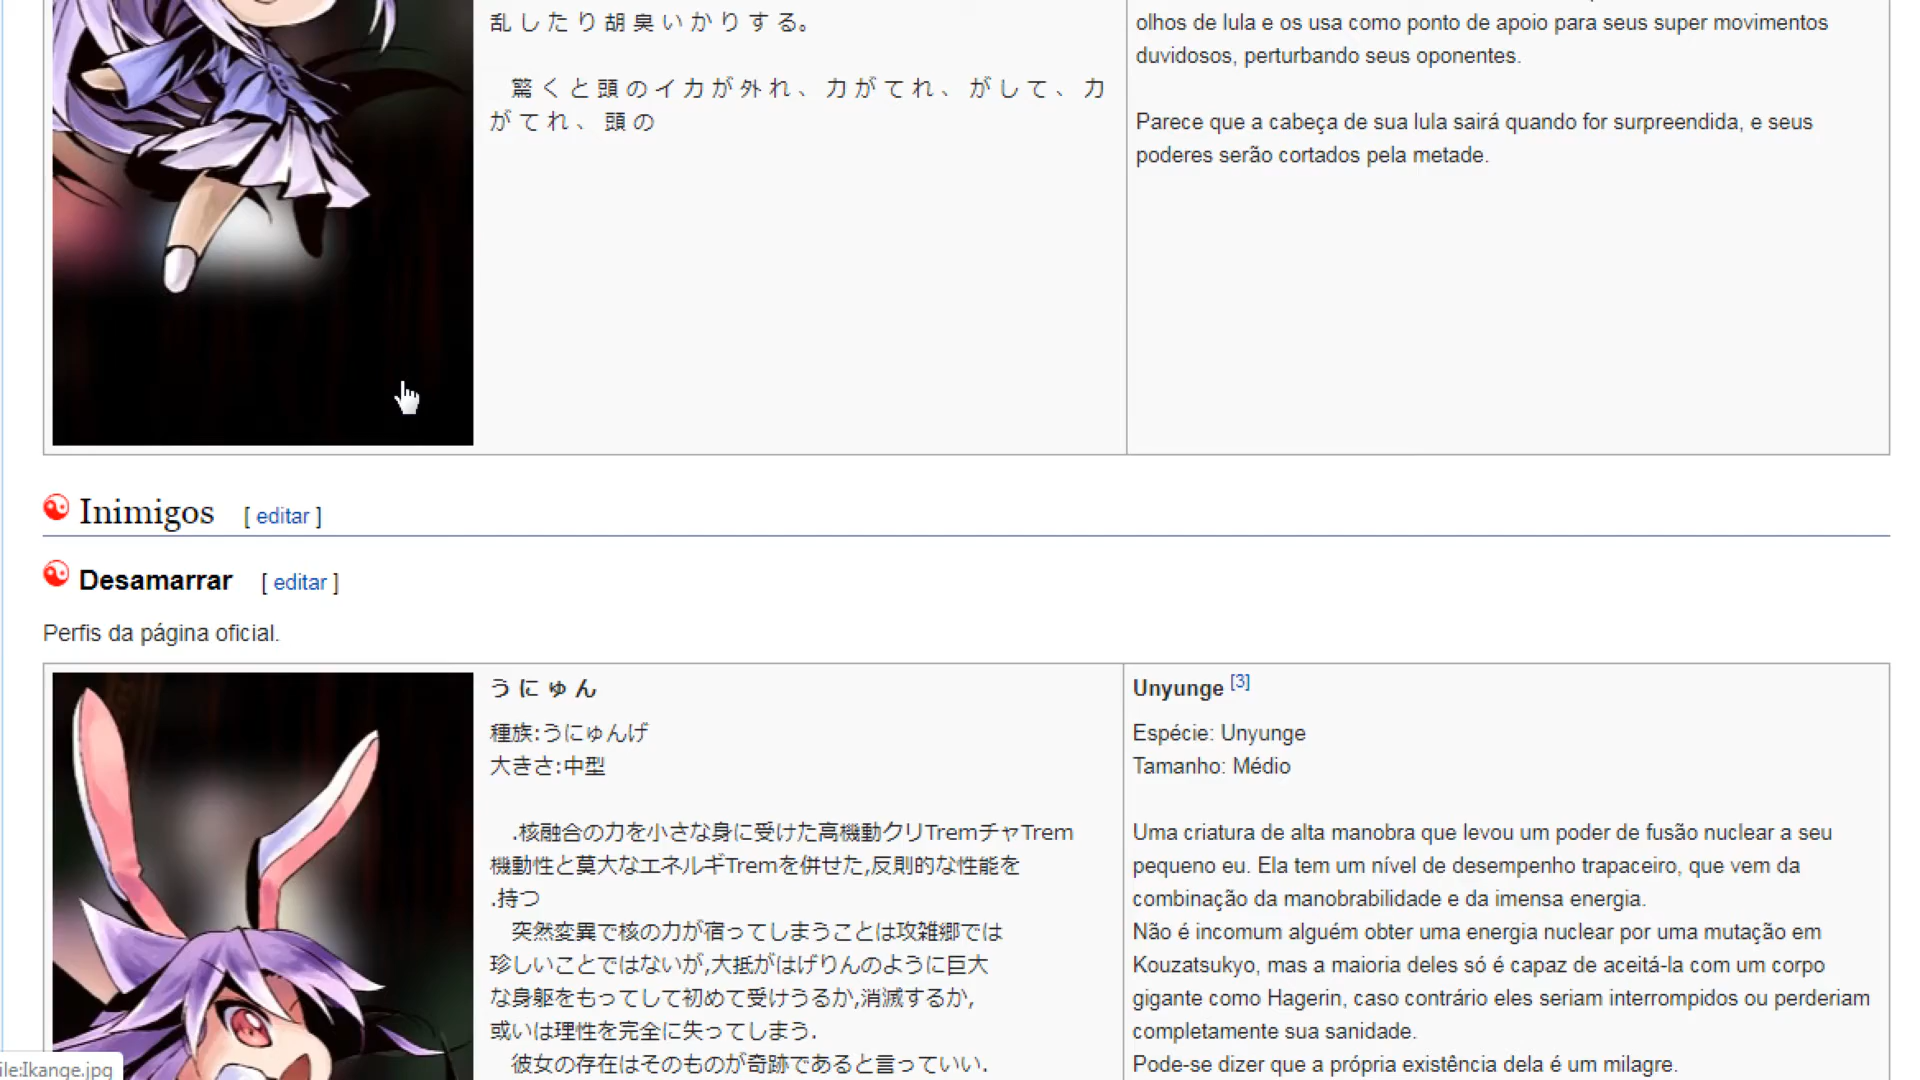 乱したり胡臭いかりする。
驚くと頭のイカが外れ、力がてれ、がして、力
がてれ、頭の
olhos de lula e os usa como ponto de apoio para seus super movimentos
duvidosos, perturbando seus oponentes.
Parece que a cabeça de sua lula sairá quando for surpreendida, e seus
poderes serão cortados pela metade.
Inimigos [ editar ]
Desamarrar [ editar ]
Perfis da página oficial.
うにゅん
種族:うにゅんげ
大きさ:中型
.核融合の力を小さな身に受けた高機動クリTremチャTrem
機動性と莫大なエネルギTremを併せた,反則的な性能を
.持つ
突然変異で核の力が宿ってしまうことは攻雑郷では
珍しいことではないが,大抵がはげりんのように巨大
な身躯をもってして初めて受けうるか,消滅するか,
或いは理性を完全に失ってしまう.
彼女の存在はそのものが奇跡であると言っていい.
Unyunge [3]
Espécie: Unyunge
Tamanho: Médio
Uma criatura de alta manobra que levou um poder de fusão nuclear a seu
pequeno eu. Ela tem um nível de desempenho trapaceiro, que vem da
combinação da manobrabilidade e da imensa energia.
Não é incomum alguém obter uma energia nuclear por uma mutação em
Kouzatsukyo, mas a maioria deles só é capaz de aceitá-la com um corpo
gigante como Hagerin, caso contrário eles seriam interrompidos ou perderiam
completamente sua sanidade.
Pode-se dizer que a própria existência dela é um milagre.
ile:Ikange.jpg